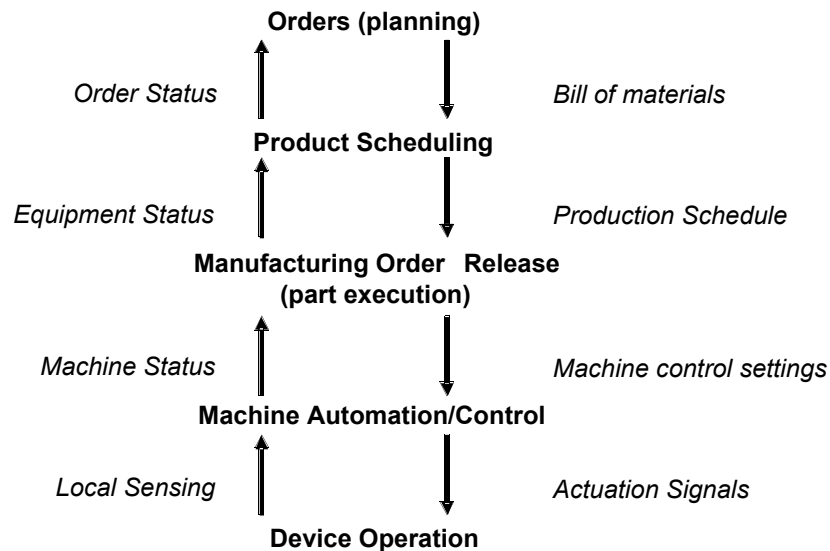 Orders (planning)
Order Status
Bill of materials
Product Scheduling
Equipment Status
Production Schedule
Manufacturing Order Release
(part execution)
Machine Status
Machine control settings
Machine Automation/Control
Local Sensing
Actuation Signals
Device Operation